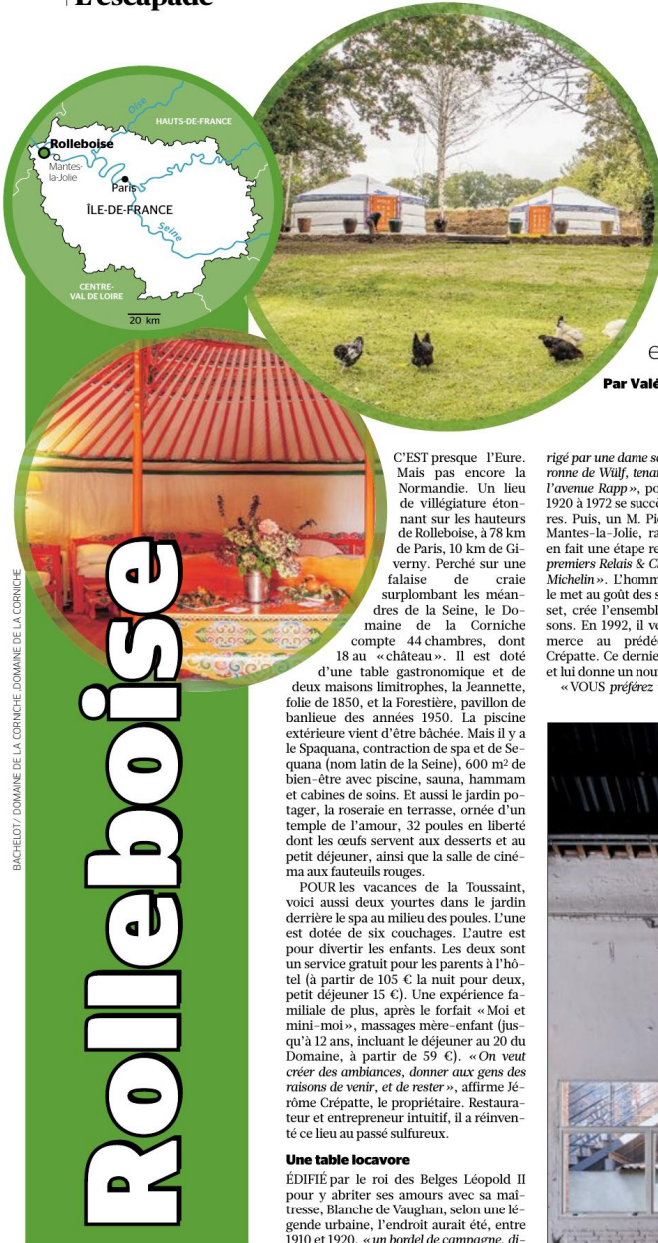 L'escapade
Oise
HAUTS-DE-FRANCE
Rolleboise
Mantes-
la-Jolie
Paris
ÎLE-DE-FRANCE
Seine
CENTRE-
VAL DE LOIRE
20 km
e
Par Valé
BACHELOT/ DOMAINE DE LA CORNICHE ,DOMAINE DE LA CORNICHE
Rolleboise
C'EST presque l'Eure.
Mais pas encore la
Normandie. Un lieu
de villégiature éton-
nant sur les hauteurs
de Rolleboise, à 78 km
de Paris, 10 km de Gi-
verny. Perché sur une
falaise de craie
surplombant les méan-
dres de la Seine, le Do-
maine de la Corniche
compte 44 chambres, dont
18 au «château». Il est doté
d'une table gastronomique et de
deux maisons limitrophes, la Jeannette,
folie de 1850, et la Forestière, pavillon de
banlieue des années 1950. La piscine
extérieure vient d'être bâchée. Mais il y a
le Spaquana, contraction de spa et de Se-
quana (nom latin de la Seine), 600 m² de
bien-être avec piscine, sauna, hammam
et cabines de soins. Et aussi le jardin po-
tager, la roseraie en terrasse, ornée d'un
temple de l'amour, 32 poules en liberté
dont les œufs servent aux desserts et au
petit déjeuner, ainsi que la salle de ciné-
ma aux fauteuils rouges.
POUR les vacances de la Toussaint,
voici aussi deux yourtes dans le jardin
derrière le spa au milieu des poules. L'une
est dotée de six couchages. L'autre est
pour divertir les enfants. Les deux sont
un service gratuit pour les parents à l'hô-
tel (à partir de 105 € la nuit pour deux,
petit déjeuner 15 €). Une expérience fa-
miliale de plus, après le forfait «Moi et
mini-moi», massages mère-enfant (jus-
qu'à 12 ans, incluant le déjeuner au 20 du
Domaine, à partir de 59 €). «On veut
créer des ambiances, donner aux gens des
raisons de venir, et de rester», affirme Jé-
rôme Crépatte, le propriétaire. Restaura-
teur et entrepreneur intuitif, il a réinven-
té ce lieu au passé sulfureux.
Une table locavore
ÉDIFIÉ par le roi des Belges Léopold II
pour y abriter ses amours avec sa maî-
tresse, Blanche de Vaughan, selon une lé-
gende urbaine, l'endroit aurait été, entre
1910 et 1920, «un bordel de campagne, di-
rigé par une dame se
ronne de Wülf, tenan
l'avenue Rapp», po
1920 à 1972 se succè
res. Puis, un M. Pi
Mantes-la-Jolie, ra
en fait une étape re
premiers Relais & C
Michelin». L'homm
le met au goût des s
set, crée l'ensembl
sons. En 1992, il ve
merce au prédé
Crépatte. Ce dernie
et lui donne un nou
«VOUS préférez